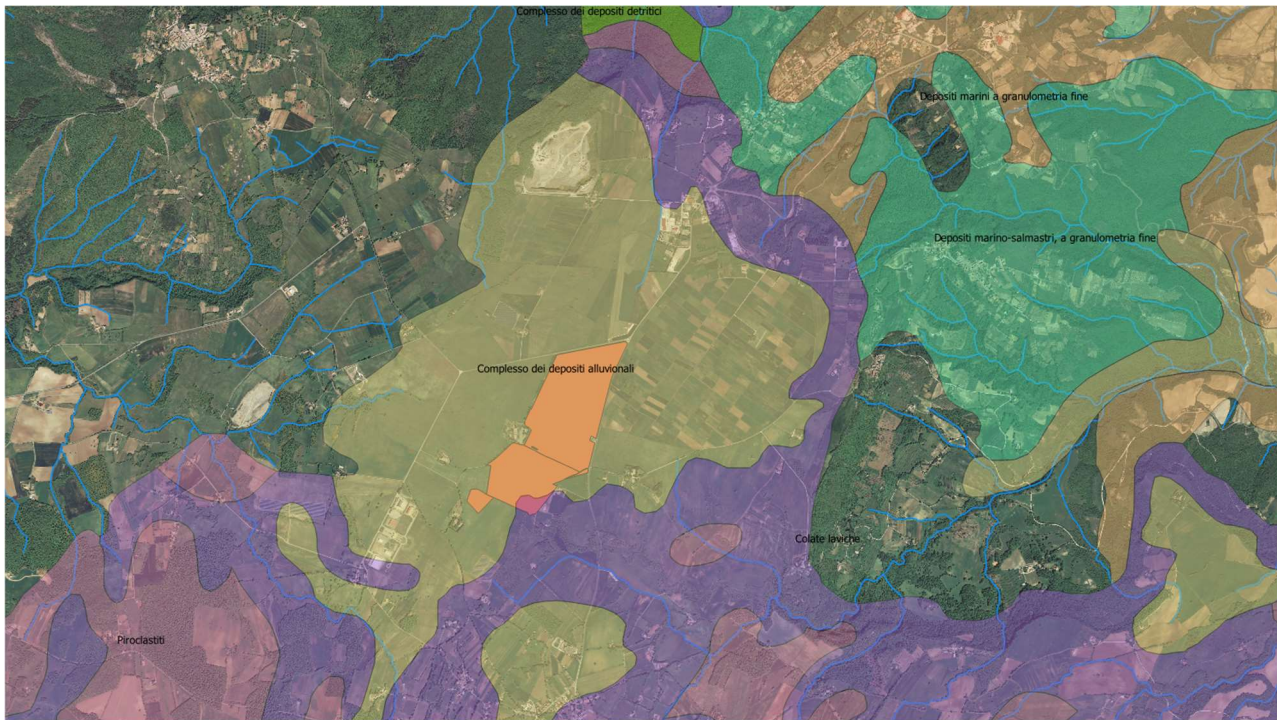 Complesso dei depositi detritici
Depositi marini a granulometria fine
Depositi marino-salmastri, a granulometria fine
Complesso dei depositi alluvionali
Colate laviche
Piroclastiti